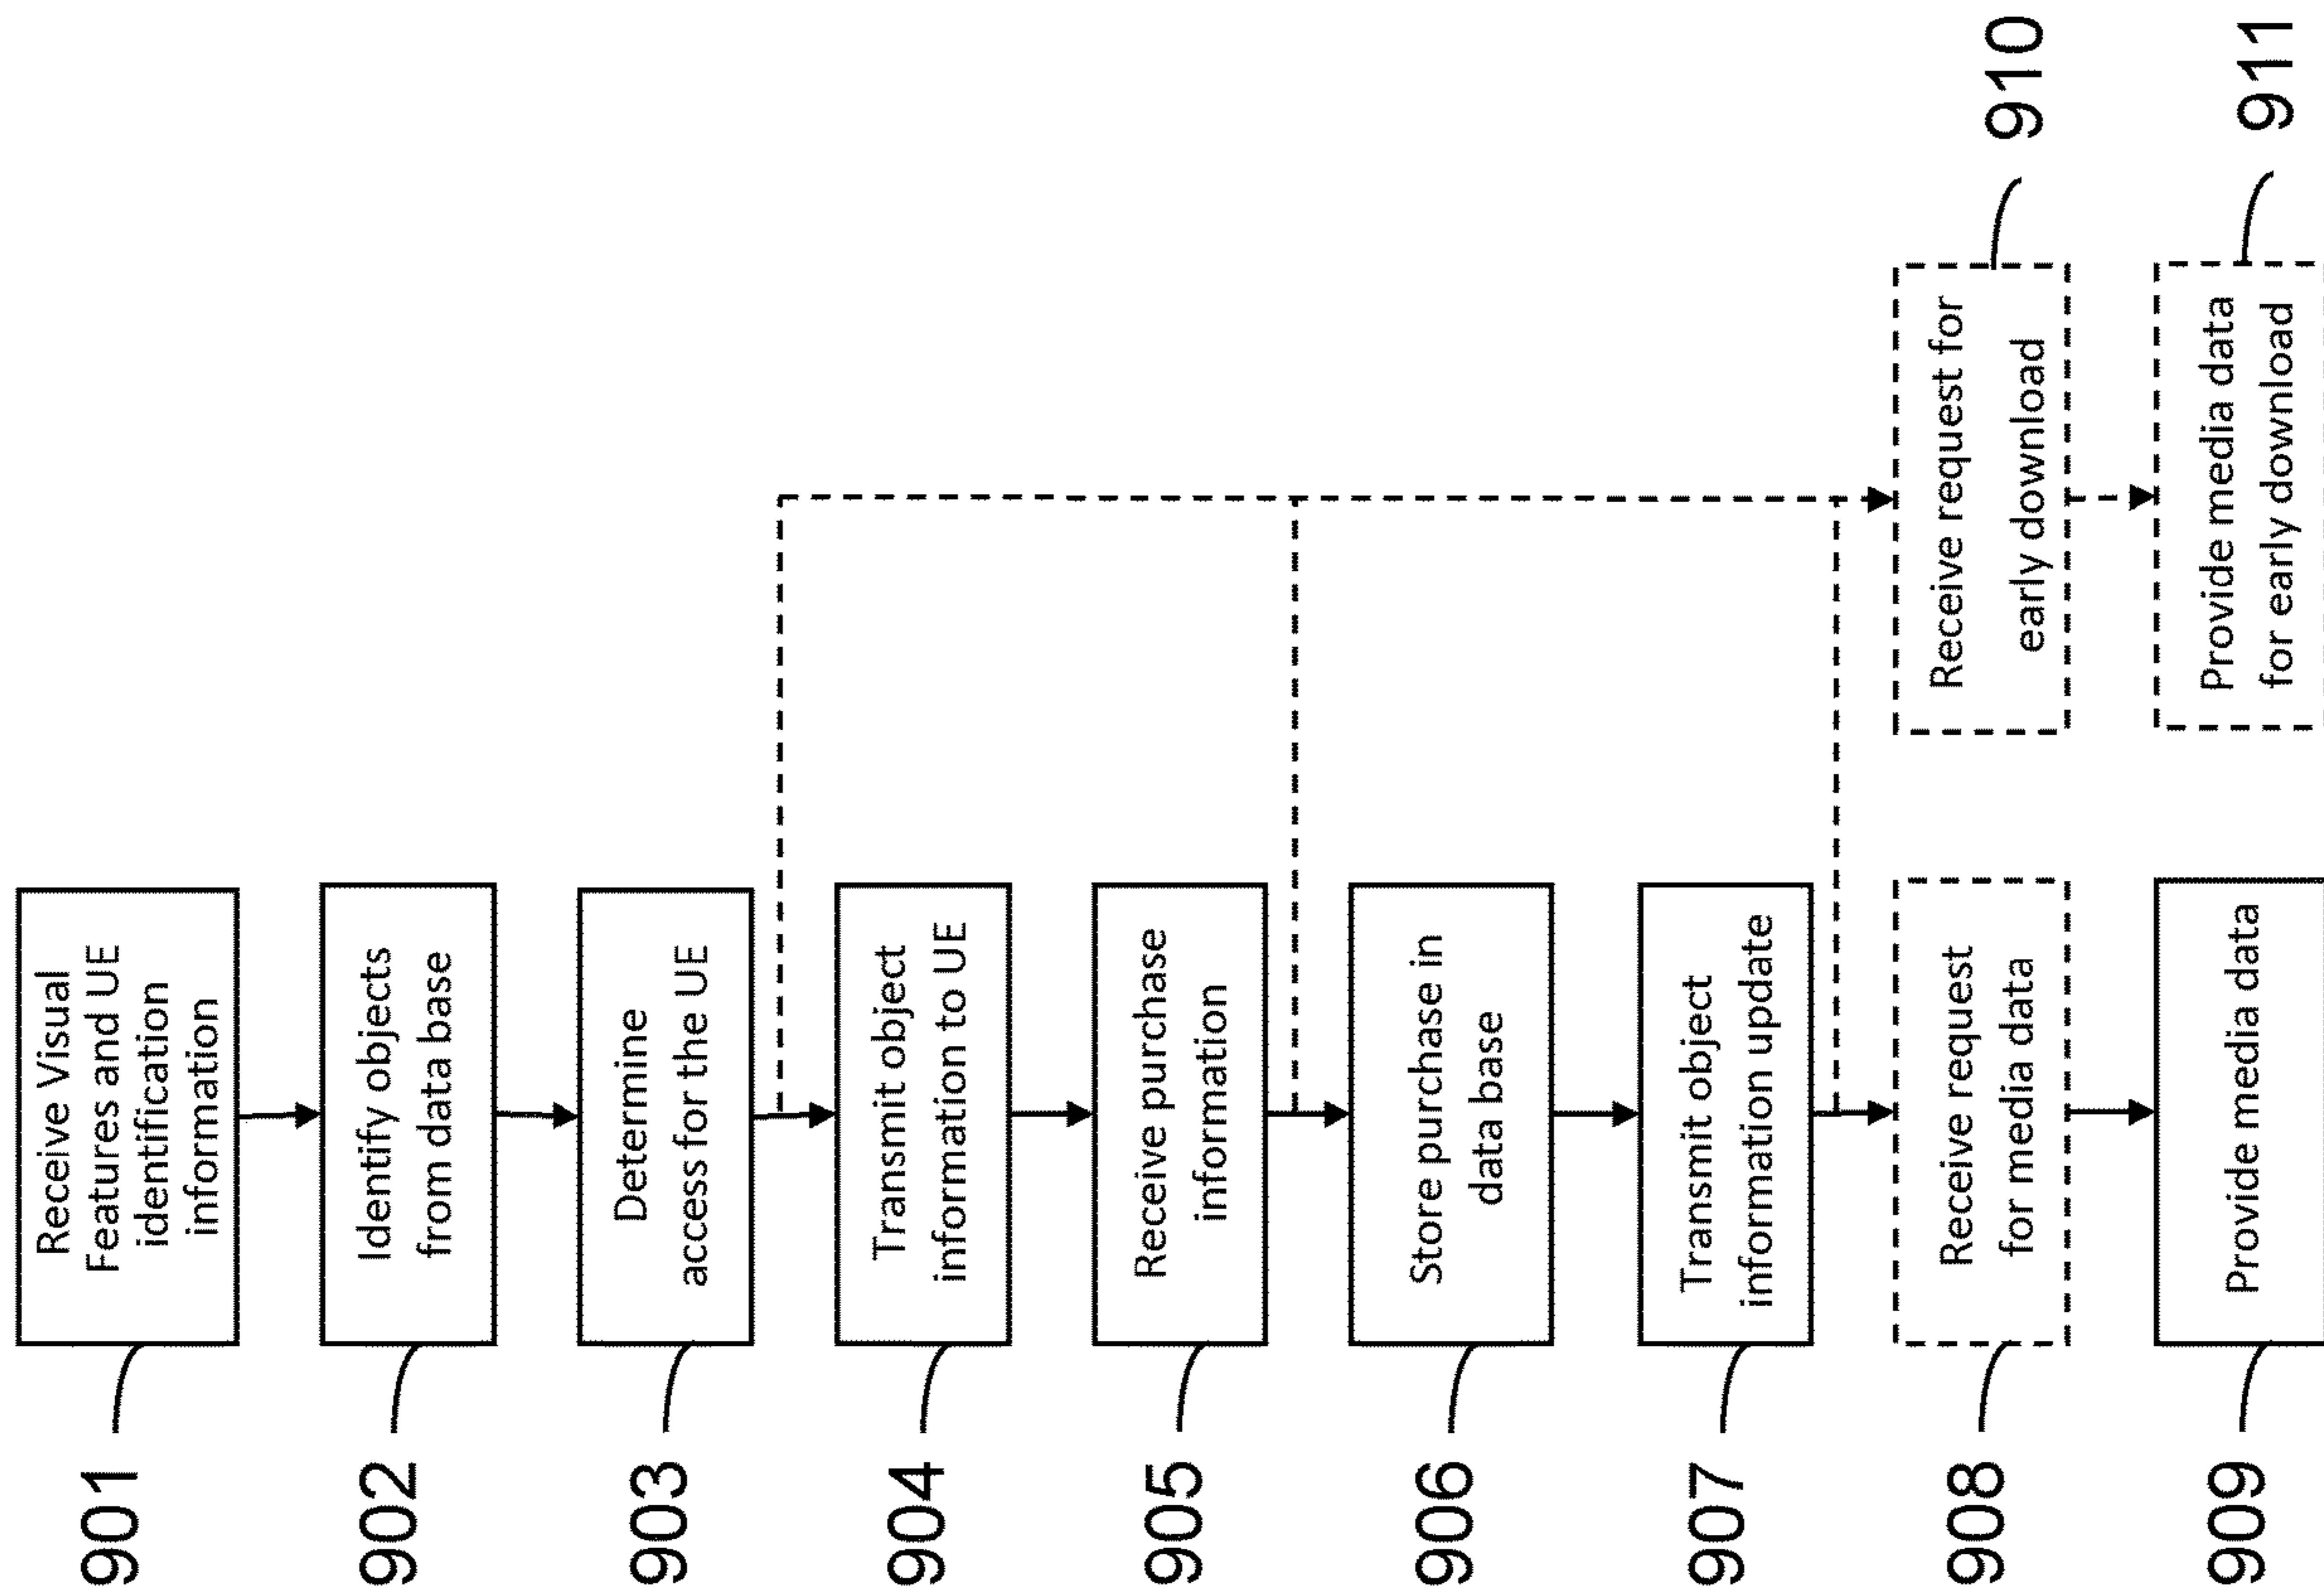 901
Receive Visual
Features and UE
identification
information
902
Identify objects
from data base
903
Determine
access for the UE
904
Transmit object
information to UE
905
Receive purchase
information
906
Store purchase in
data base
907
Transmit object
information update
908
Receive request
for media data
909
Provide media data
Receive request for
early download
910
Provide media data
for early download
911